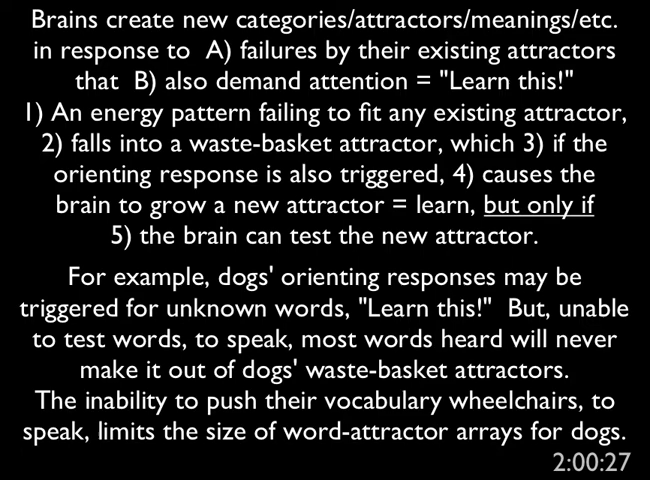 Brains create new categories/attractors/meanings/etc.
in response to  A) failures by their existing attractors
that  B) also demand attention = "Learn this!"
1) An energy pattern failing to fit any existing attractor,
2) falls into a waste-basket attractor, which 3) if the
orienting response is also triggered, 4) causes the
brain to grow a new attractor = learn, but only if
5) the brain can test the new attractor.
For example, dogs' orienting responses may be
triggered for unknown words, "Learn this!"  But, unable
to test words, to speak, most words heard will never
make it out of dogs' waste-basket attractors.
The inability to push their vocabulary wheelchairs, to
speak, limits the size of word-attractor arrays for dogs.
2:00:27